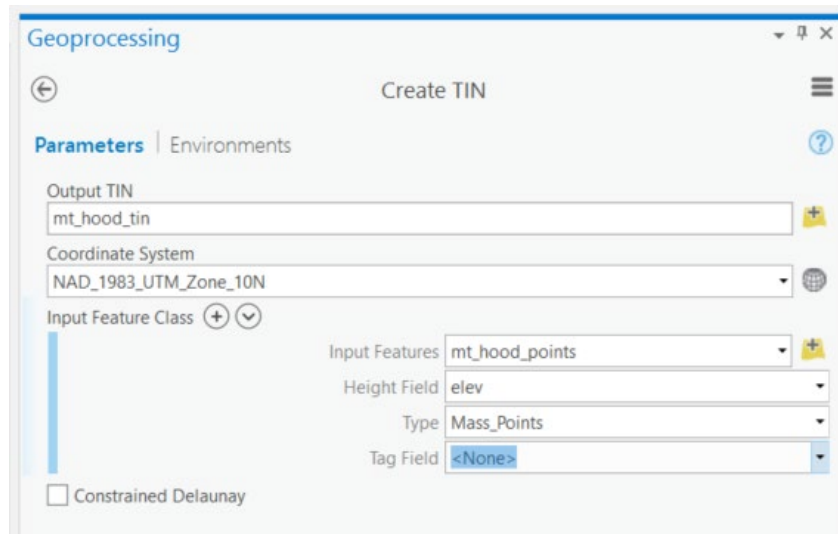 Geoprocessing
Create TIN
Parameters | Environments
Output TIN
mt_hood_tin
Coordinate System
NAD_1983_UTM_Zone_10N
Input Feature Class
Input Features mt_hood_points
Height Field elev
Type Mass_Points
Tag Field <None>
Constrained Delaunay